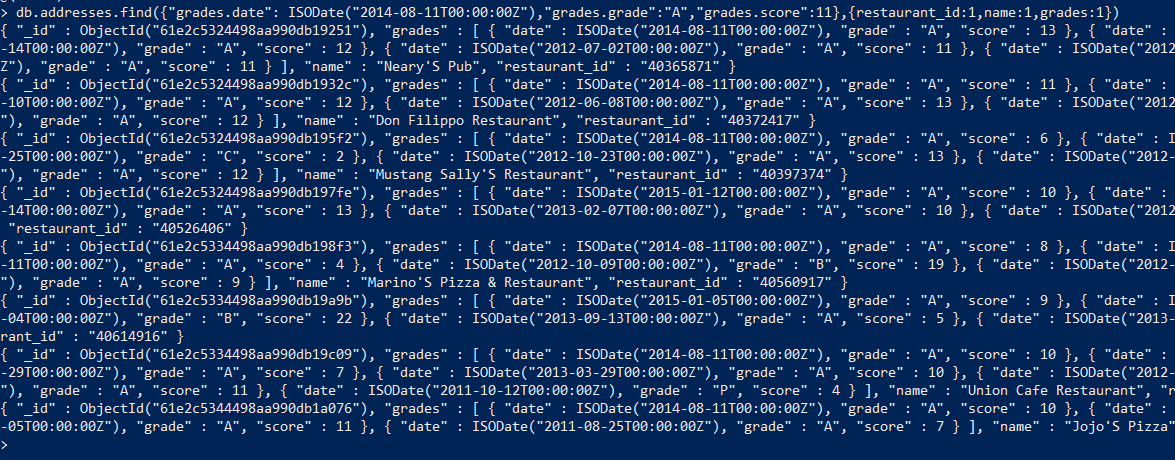 > db.addresses.find({"grades.date": ISODate("2014-08-11T00:00:00Z"),"grades.grade":"A","grades.score":11},{restaurant_id:1,name:1,grades:1})
{ "_id" : ObjectId("61e2c5324498aa990db19251"), "grades" : [ { "date" : ISODate("2014-08-11T00:00:00Z"), "grade" : "A", "score" : 13 }, { "date" :
-14T00:00:00Z"), "grade" : "A", "score" : 12 }, { "date" : ISODate("2012-07-02T00:00:00Z"), "grade" : "A", "score" : 11 }, { "date" : ISODate("2012
Z"), "grade" : "A", "score" : 11 } ], "name" : "Neary'S Pub", "restaurant_id" : "40365871" }
{ "_id" : ObjectId("61e2c5324498aa990db1932c"), "grades" : [ { "date" : ISODate("2014-08-11T00:00:00Z"), "grade" : "A", "score" : 11 }, { "date" :
-10T00:00:00Z"), "grade" : "A", "score" : 12 }, { "date" : ISODate("2012-06-08T00:00:00Z"), "grade" : "A", "score" : 13 }, { "date" : ISODate("2012
"), "grade" : "A", "score" : 12 } ], "name" : "Don Filippo Restaurant", "restaurant_id" : "40372417" }
{ "_id" : ObjectId("61e2c5324498aa990db195f2"), "grades" : [ { "date" : ISODate("2014-08-11T00:00:00Z"), "grade" : "A", "score" : 6 }, { "date" : I
-25T00:00:00Z"), "grade" : "C", "score" : 2 }, { "date" : ISODate("2012-10-23T00:00:00Z"), "grade" : "A", "score" : 13 }, { "date" : ISODate("2012-
"), "grade" : "A", "score" : 12 } ], "name" : "Mustang Sally'S Restaurant", "restaurant_id" : "40397374" }
{ "_id" : ObjectId("61e2c5324498aa990db197fe"), "grades" : [ { "date" : ISODate("2015-01-12T00:00:00Z"), "grade" : "A", "score" : 10 }, { "date" :
-14T00:00:00Z"), "grade" : "A", "score" : 13 }, { "date" : ISODate("2013-02-07T00:00:00Z"), "grade" : "A", "score" : 10 }, { "date" : ISODate("2012
"restaurant_id" : "40526406" }
{ "_id" : ObjectId("61e2c5334498aa990db198f3"), "grades" : [ { "date" : ISODate("2014-08-11T00:00:00Z"), "grade" : "A", "score" : 8 }, { "date" : I
-11T00:00:00Z"), "grade" : "A", "score" : 4 }, { "date" : ISODate("2012-10-09T00:00:00Z"), "grade" : "B", "score" : 19 }, { "date" : ISODate("2012-
"), "grade" : "A", "score" : 9 } ], "name" : "Marino'S Pizza & Restaurant", "restaurant_id" : "40560917" }
{ "_id" : ObjectId("61e2c5334498aa990db19a9b"), "grades" : [ { "date" : ISODate("2015-01-05T00:00:00Z"), "grade" : "A", "score" : 9 }, { "date" : I
-04T00:00:00Z"), "grade" : "B", "score" : 22 }, { "date" : ISODate("2013-09-13T00:00:00Z"), "grade" : "A", "score" : 5 }, { "date" : ISODate("2013-
rant_id" : "40614916" }
{ "_id" : ObjectId("61e2c5334498aa990db19c09"), "grades" : [ { "date" : ISODate("2014-08-11T00:00:00Z"), "grade" : "A", "score" : 10 }, { "date" :
-29T00:00:00Z"), "grade" : "A", "score" : 7 }, { "date" : ISODate("2013-03-29T00:00:00Z"), "grade" : "A", "score" : 10 }, { "date" : ISODate("2012-
"), "grade" : "A", "score" : 11 }, { "date" : ISODate("2011-10-12T00:00:00Z"), "grade" : "P", "score" : 4 } ], "name" : "Union Cafe Restaurant", "r
{ "_id" : ObjectId("61e2c5344498aa990db1a076"), "grades" : [ { "date" : ISODate("2014-08-11T00:00:00Z"), "grade" : "A", "score" : 10 }, { "date" :
-05T00:00:00Z"), "grade" : "A", "score" : 11 }, { "date" : ISODate("2011-08-25T00:00:00Z"), "grade" : "A", "score" : 7 } ], "name" : "Jojo'S Pizza"
>